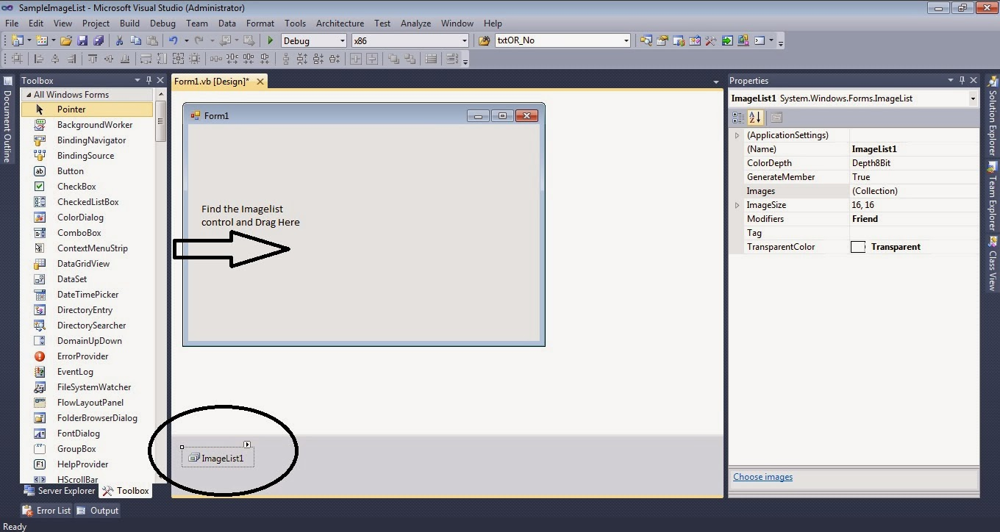 SampleImageList - Microsoft Visual Studio (Administrator)
File Edit View Project Build Debug Team Data Format Tools Architecture Test Analyze Window Help
Debug x86 txtOR_No
Document Outline
Toolbox
All Windows Forms
Pointer
BackgroundWorker
BindingNavigator
BindingSource
ab Button
CheckBox
CheckedListBox
ColorDialog
ComboBox
ContextMenuStrip
DataGridView
DataSet
DateTimePicker
DirectoryEntry
DirectorySearcher
DomainUpDown
ErrorProvider
EventLog
FileSystemWatcher
FlowLayoutPanel
FolderBrowserDialog
FontDialog
GroupBox
HelpProvider
HScrollBar
Server Explorer Toolbox
Form1.vb [Design]*
Form1
Find the Imagelist
control and Drag Here
ImageList1
Properties
ImageList1 System.Windows.Forms.ImageList
(ApplicationSettings)
(Name) ImageList1
ColorDepth Depth8Bit
GenerateMember True
Images (Collection)
ImageSize 16, 16
Modifiers Friend
Tag
TransparentColor Transparent
Choose images
Solution Explorer
Team Explorer
Class View
Error List Output
Ready